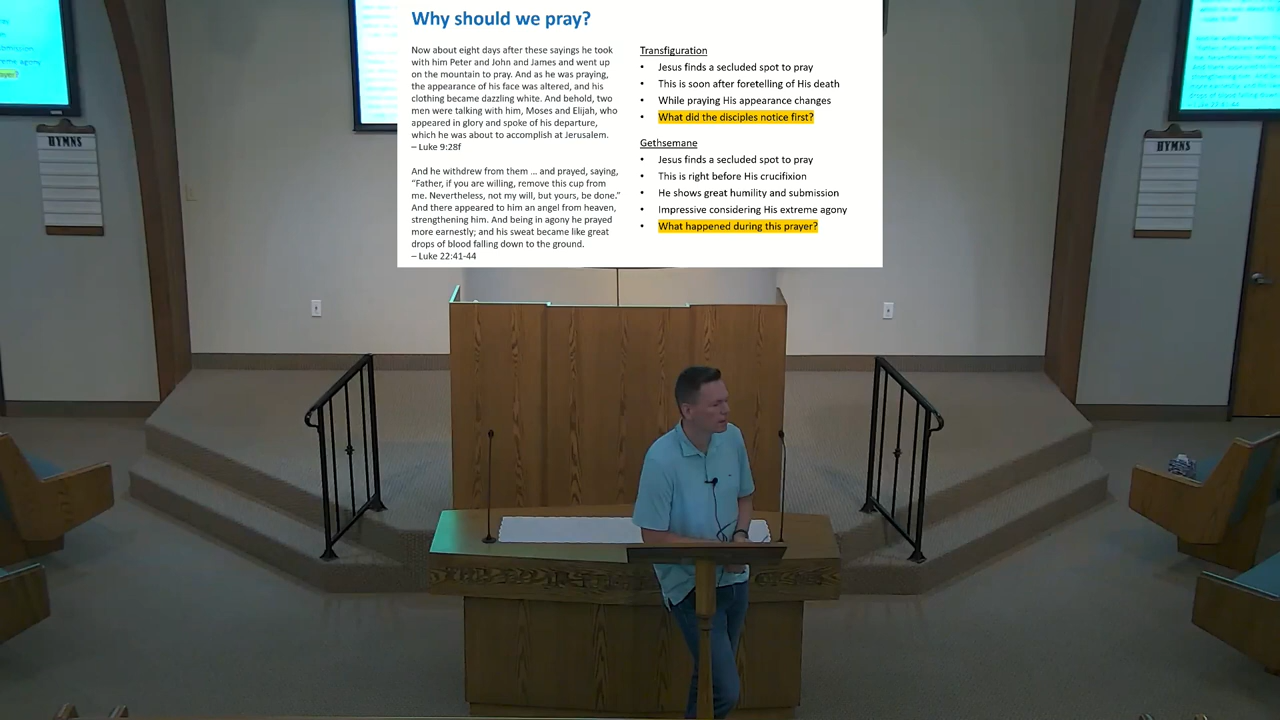 Why should we pray?
Now about eight days after these sayings he took
with him Peter and John and James and went up
on the mountain to pray. And as he was praying,
the appearance of his face was altered, and his
clothing became dazzling white. And behold, two
men were talking with him, Moses and Elijah, who
appeared in glory and spoke of his departure,
which he was about to accomplish at Jerusalem.
– Luke 9:28f
And he withdrew from them … and prayed, saying,
“Father, if you are willing, remove this cup from
me. Nevertheless, not my will, but yours, be done.”
And there appeared to him an angel from heaven,
strengthening him. And being in agony he prayed
more earnestly; and his sweat became like great
drops of blood falling down to the ground.
– Luke 22:41-44
Transfiguration
• Jesus finds a secluded spot to pray
• This is soon after foretelling of His death
• While praying His appearance changes
• What did the disciples notice first?
Gethsemane
• Jesus finds a secluded spot to pray
• This is right before His crucifixion
• He shows great humility and submission
• Impressive considering His extreme agony
• What happened during this prayer?
HYMNS
HYMNS